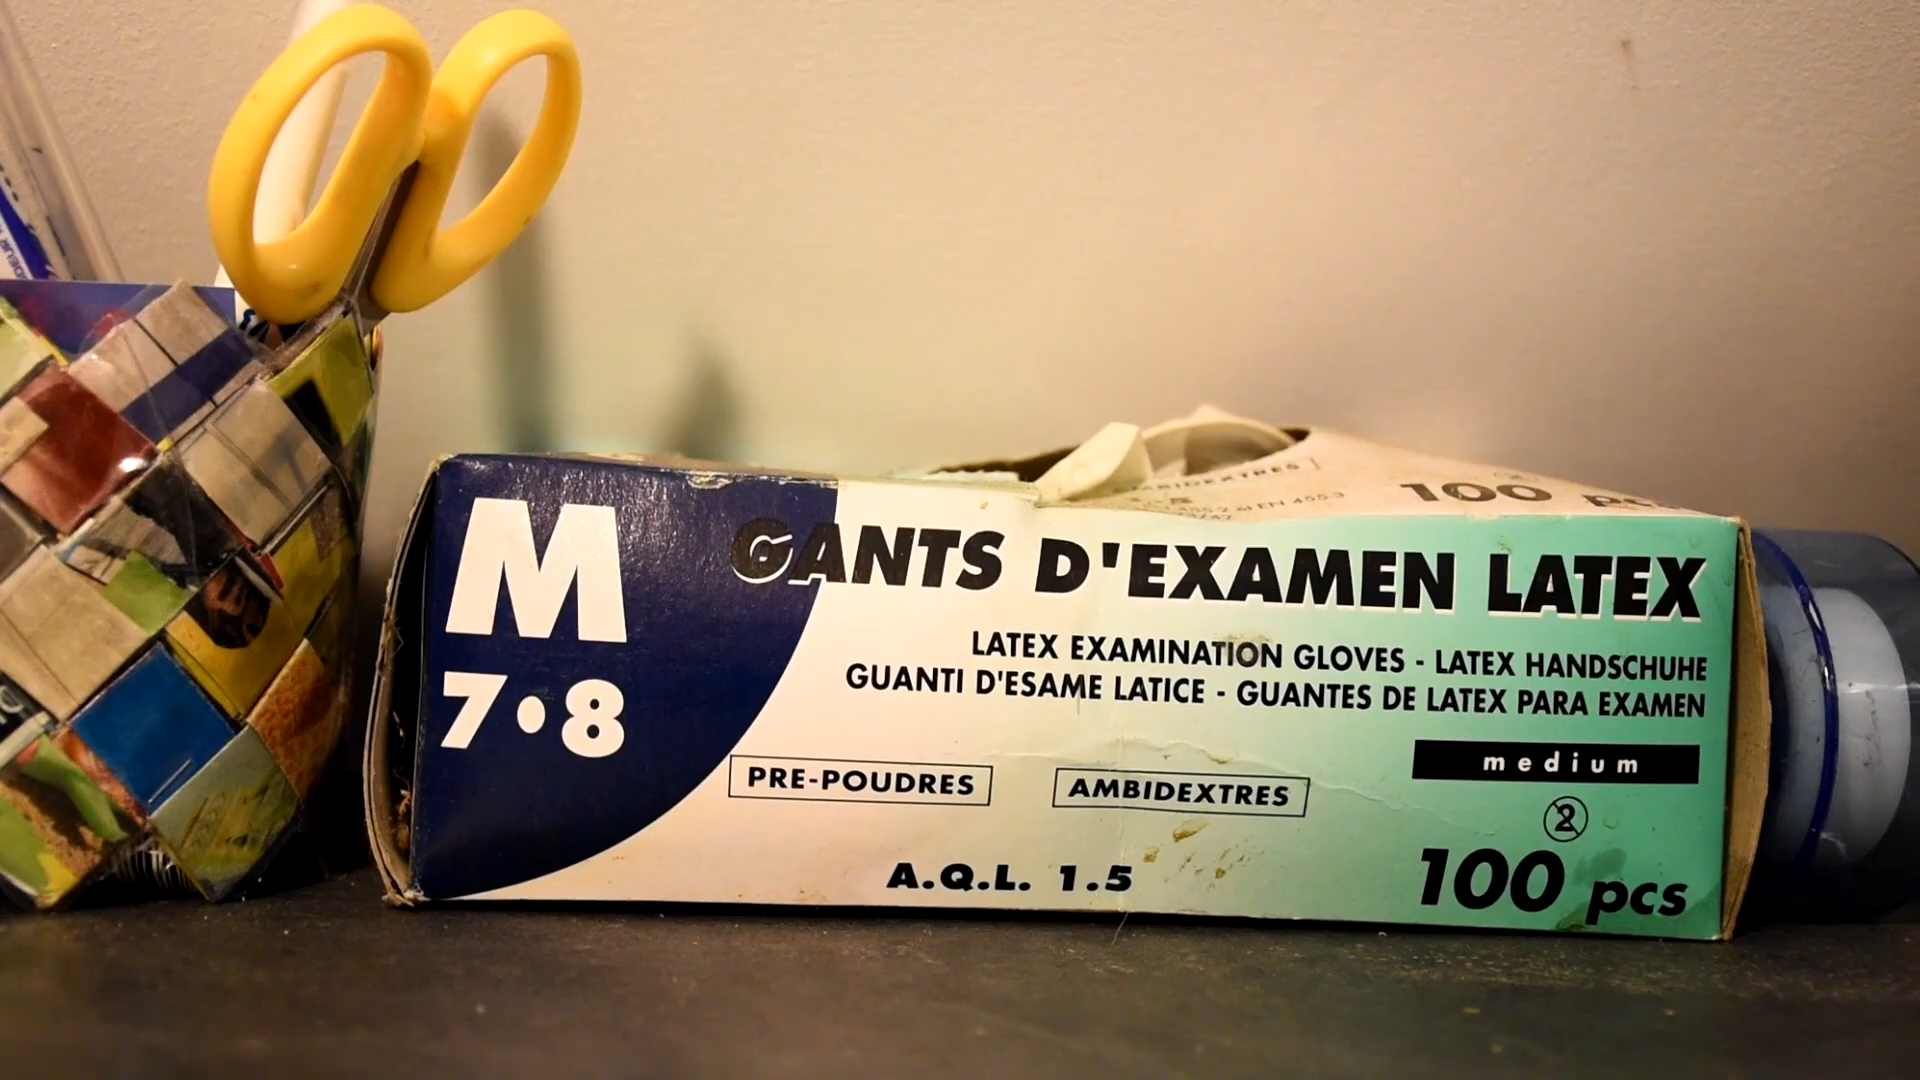 AMBIDEXTRES
100 pcs
M
7•8
GANTS D'EXAMEN LATEX
LATEX EXAMINATION GLOVES - LATEX HANDSCHUHE
GUANTI D'ESAME LATICE - GUANTES DE LATEX PARA EXAMEN
PRE-POUDRES
AMBIDEXTRES
medium
2
A.Q.L. 1.5
100 pcs